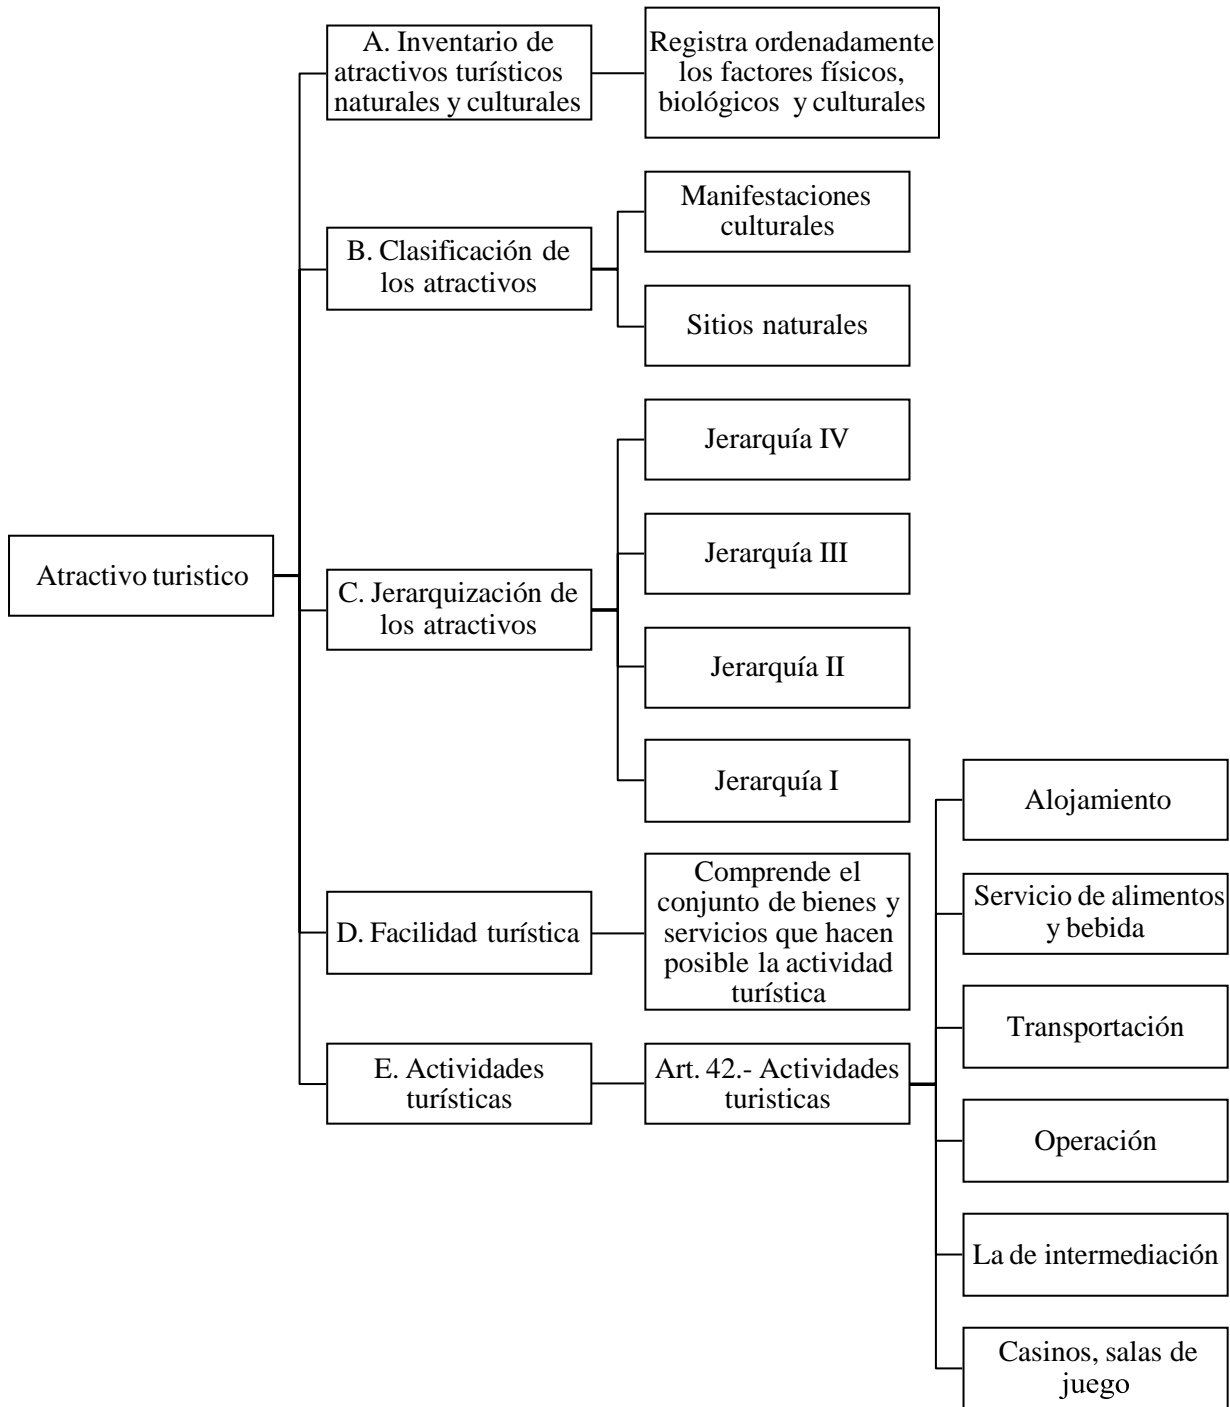 Atractivo turistico
A. Inventario de
atractivos turísticos
naturales y culturales
Registra ordenadamente
los factores físicos,
biológicos y culturales
B. Clasificación de
los atractivos
Manifestaciones
culturales
Sitios naturales
C. Jerarquización de
los atractivos
Jerarquía IV
Jerarquía III
Jerarquía II
Jerarquía I
D. Facilidad turística
Comprende el
conjunto de bienes y
servicios que hacen
posible la actividad
turística
E. Actividades
turísticas
Art. 42.- Actividades
turisticas
Alojamiento
Servicio de alimentos
y bebida
Transportación
Operación
La de intermediación
Casinos, salas de
juego